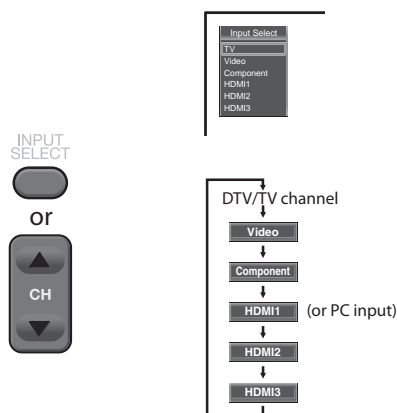 Input Select
TV
Video
Component
HDMI1
HDMI2
HDMI3
INPUT
SELECT
or
CH
DTV/TV channel
Video
Component
HDMI1 (or PC input)
HDMI2
HDMI3